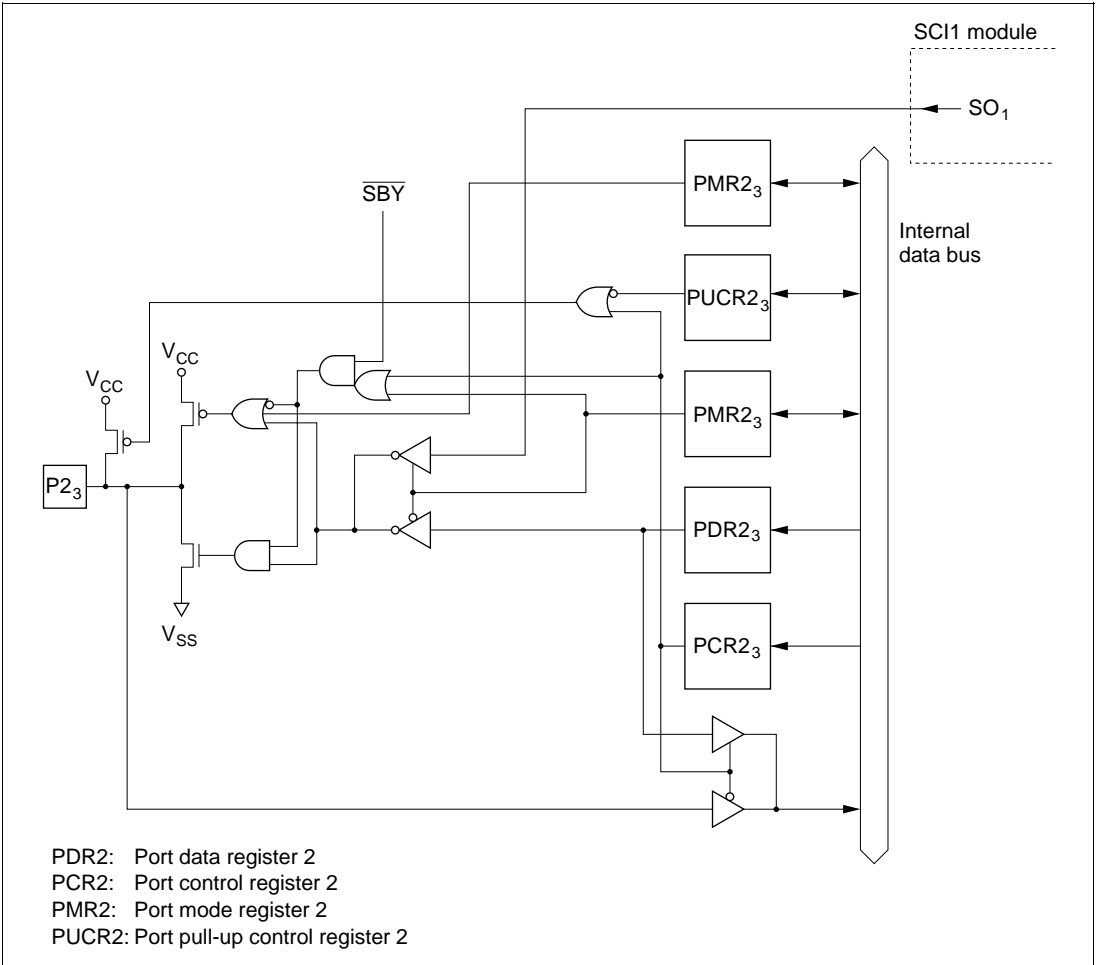 SCI1 module
SO1
PMR23
SBY
Internal
data bus
PUCR23
VCC
VCC
PMR23
P23
PDR23
VSS
PCR23
PDR2: Port data register 2
PCR2: Port control register 2
PMR2: Port mode register 2
PUCR2: Port pull-up control register 2